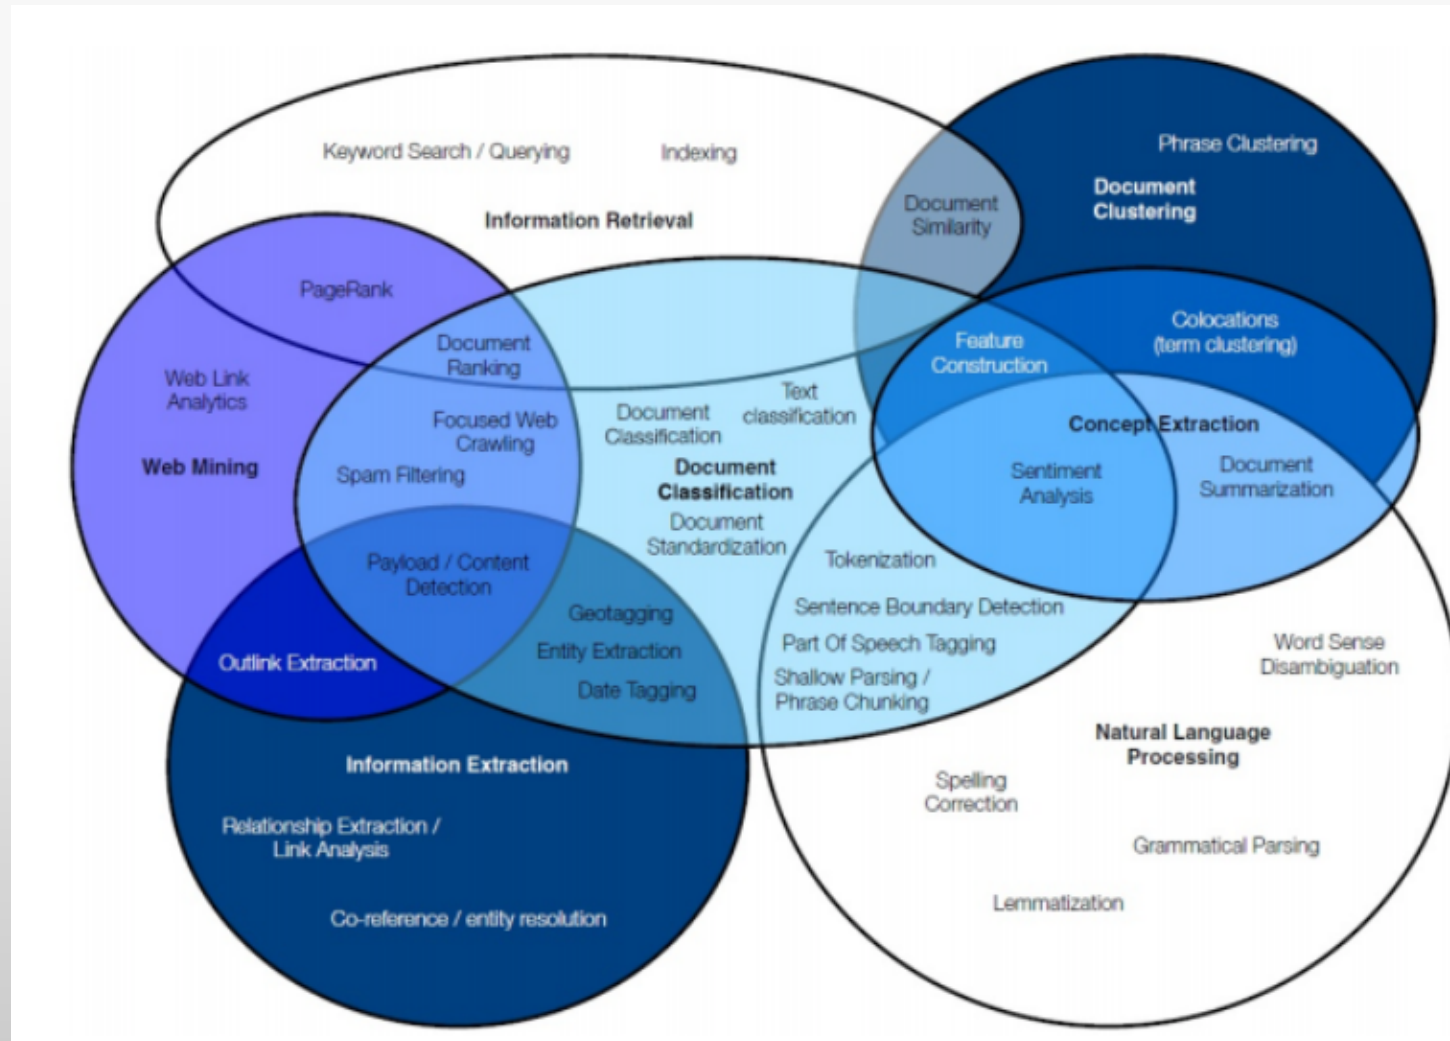 Keyword Search / Querying
Indexing
Information Retrieval
Phrase Clustering
Document
Clustering
Document
Similarity
PageRank
Document
Ranking
Web Link
Analytics
Focused Web
Crawling
Web Mining
Spam Filtering
Document
Classification
Text
classification
Document
Classification
Document
Standardization
Feature
Construction
Colocations
(term clustering)
Concept Extraction
Sentiment
Analysis
Document
Summarization
Payload / Content
Detection
Outlink Extraction
Geotagging
Entity Extraction
Date Tagging
Tokenization
Sentence Boundary Detection
Part Of Speech Tagging
Shallow Parsing /
Phrase Chunking
Word Sense
Disambiguation
Natural Language
Processing
Information Extraction
Relationship Extraction /
Link Analysis
Co-reference / entity resolution
Spelling
Correction
Grammatical Parsing
Lemmatization